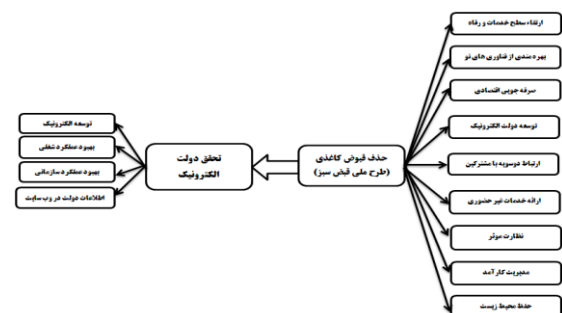 ارتقاء سطح خدمات و رفاه
بهره مندی از فناوری های نو
صرفه جویی اقتصادی
توسعه دولت الکترونیک
ارتباط دوسویه با مشترکین
ارائه خدمات غیر حضوری
نظارت موثر
مدیریت کار آمد
حفظ محیط زیست
حذف قبوض کاغذی
(طرح ملی قبض سبز)
تحقق دولت
الکترونیک
توسعه الکترونیک
بهبود عملکرد شغلی
بهبود عملکرد سازمانی
اطلاعات دولت در وب سایت